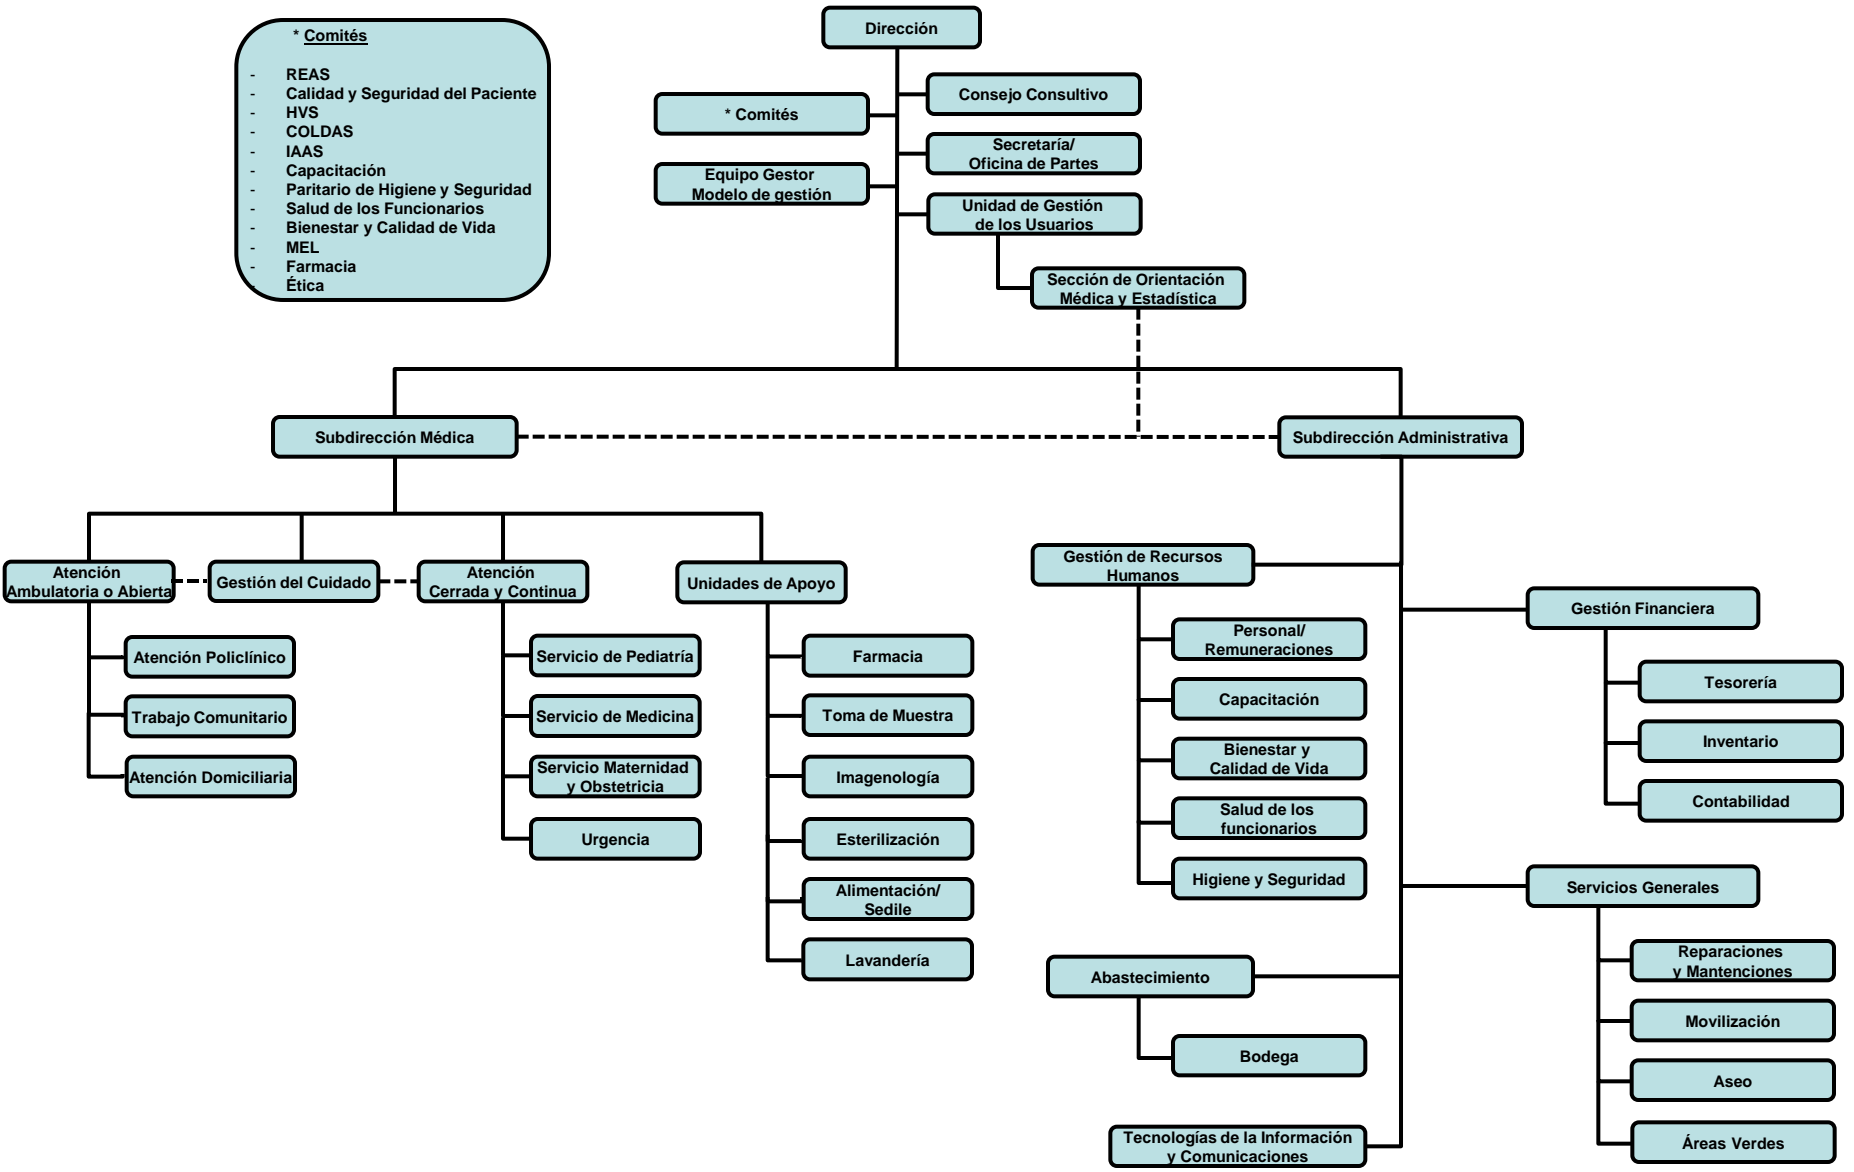 * Comités
- REAS
- Calidad y Seguridad del Paciente
- HVS
- COLDAS
- IAAS
- Capacitación
- Paritario de Higiene y Seguridad
- Salud de los Funcionarios
- Bienestar y Calidad de Vida
- MEL
- Farmacia
- Ética
Dirección
Consejo Consultivo
* Comités
Secretaría/
Oficina de Partes
Equipo Gestor
Modelo de gestión
Unidad de Gestión
de los Usuarios
Sección de Orientación
Médica y Estadística
Subdirección Médica
Subdirección Administrativa
Atención
Ambulatoria o Abierta
Gestión del Cuidado
Atención
Cerrada y Continua
Unidades de Apoyo
Atención Policlínico
Trabajo Comunitario
Atención Domiciliaria
Servicio de Pediatría
Servicio de Medicina
Servicio Maternidad
y Obstetricia
Urgencia
Farmacia
Toma de Muestra
Imagenología
Esterilización
Alimentación/
Sedile
Lavandería
Gestión de Recursos
Humanos
Personal/
Remuneraciones
Capacitación
Bienestar y
Calidad de Vida
Salud de los
funcionarios
Higiene y Seguridad
Abastecimiento
Bodega
Tecnologías de la Información
y Comunicaciones
Gestión Financiera
Tesorería
Inventario
Contabilidad
Servicios Generales
Reparaciones
y Mantenciones
Movilización
Aseo
Áreas Verdes